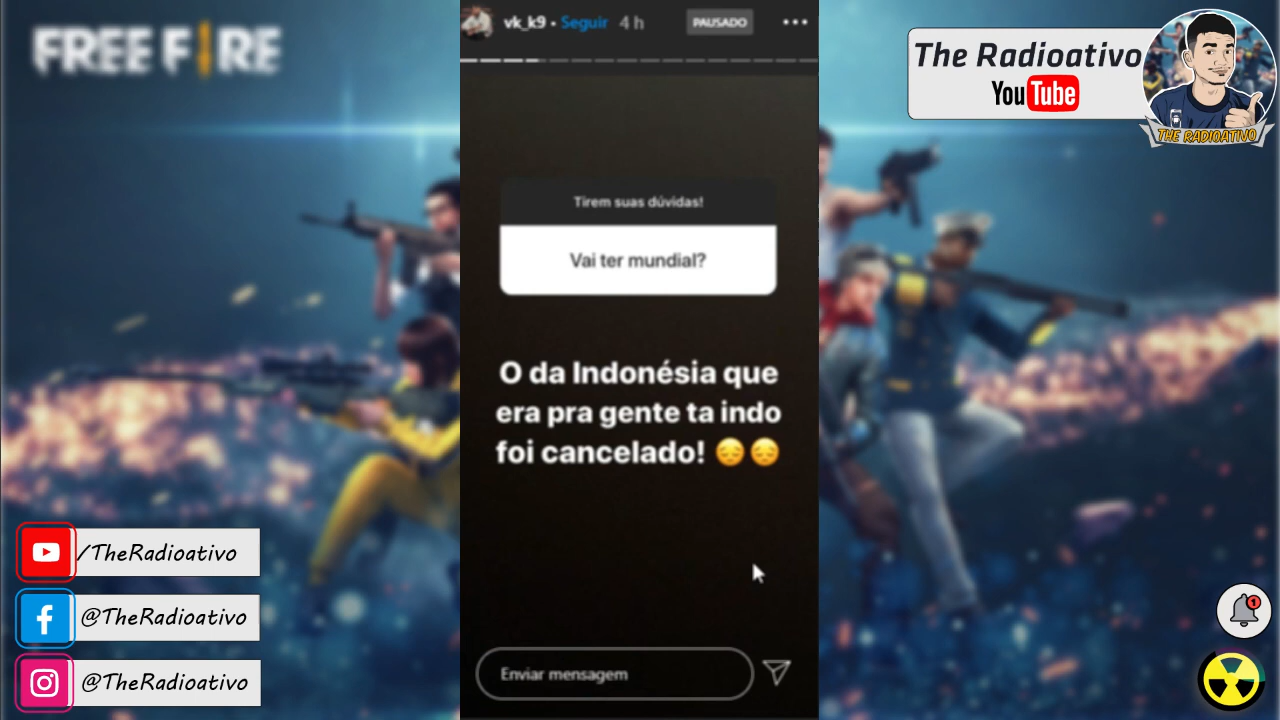 FREE FIRE
vk_k9 • Seguir 4 h
PAUSADO
The Radioativo
YouTube
THE RADIOATIVO
Tirem suas dúvidas!
Vai ter mundial?
O da Indonésia que
era pra gente ta indo
foi cancelado! 😔😔
/TheRadioativo
@TheRadioativo
@TheRadioativo
Enviar mensagem
1